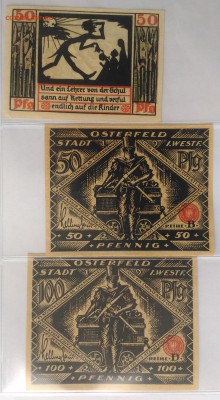 50
50
Pfg
Pfg
Und ein Lehrer von der Schul
sann auf Rettung und verful
endlich auf die Kinder
OSTERFELD
STADT I.WESTF.
50 Pfg
REIHE: B
50 50
PFENNIG
OSTERFELD
STADT I.WESTF.
100 Pfg
REIHE: D
100 100
PFENNIG